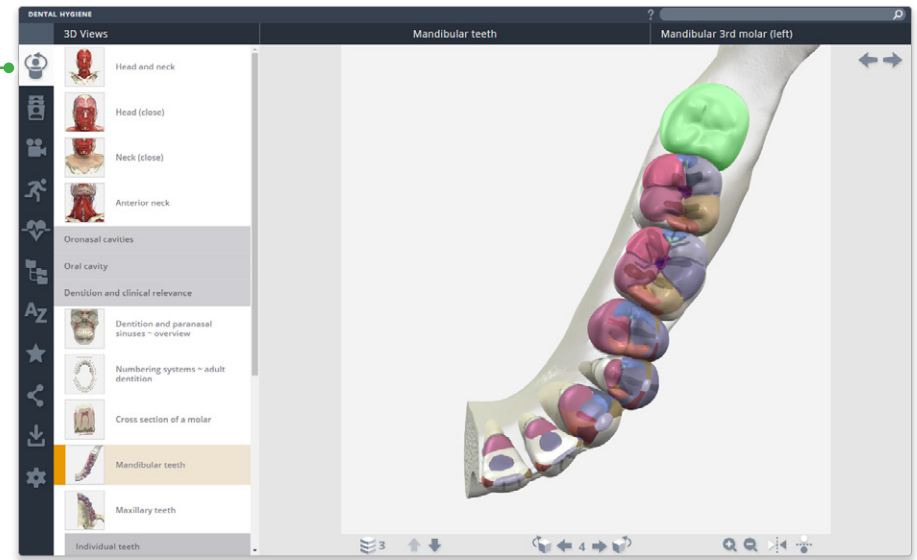 DENTAL HYGIENE
?
3D Views
Mandibular teeth
Mandibular 3rd molar (left)
Head and neck
Head (close)
Neck (close)
Anterior neck
Oronasal cavities
Oral cavity
Dentition and clinical relevance
Dentition and paranasal
sinuses ~ overview
Numbering systems ~ adult
dentition
Cross section of a molar
Mandibular teeth
Maxillary teeth
Individual teeth
AZ
3
4